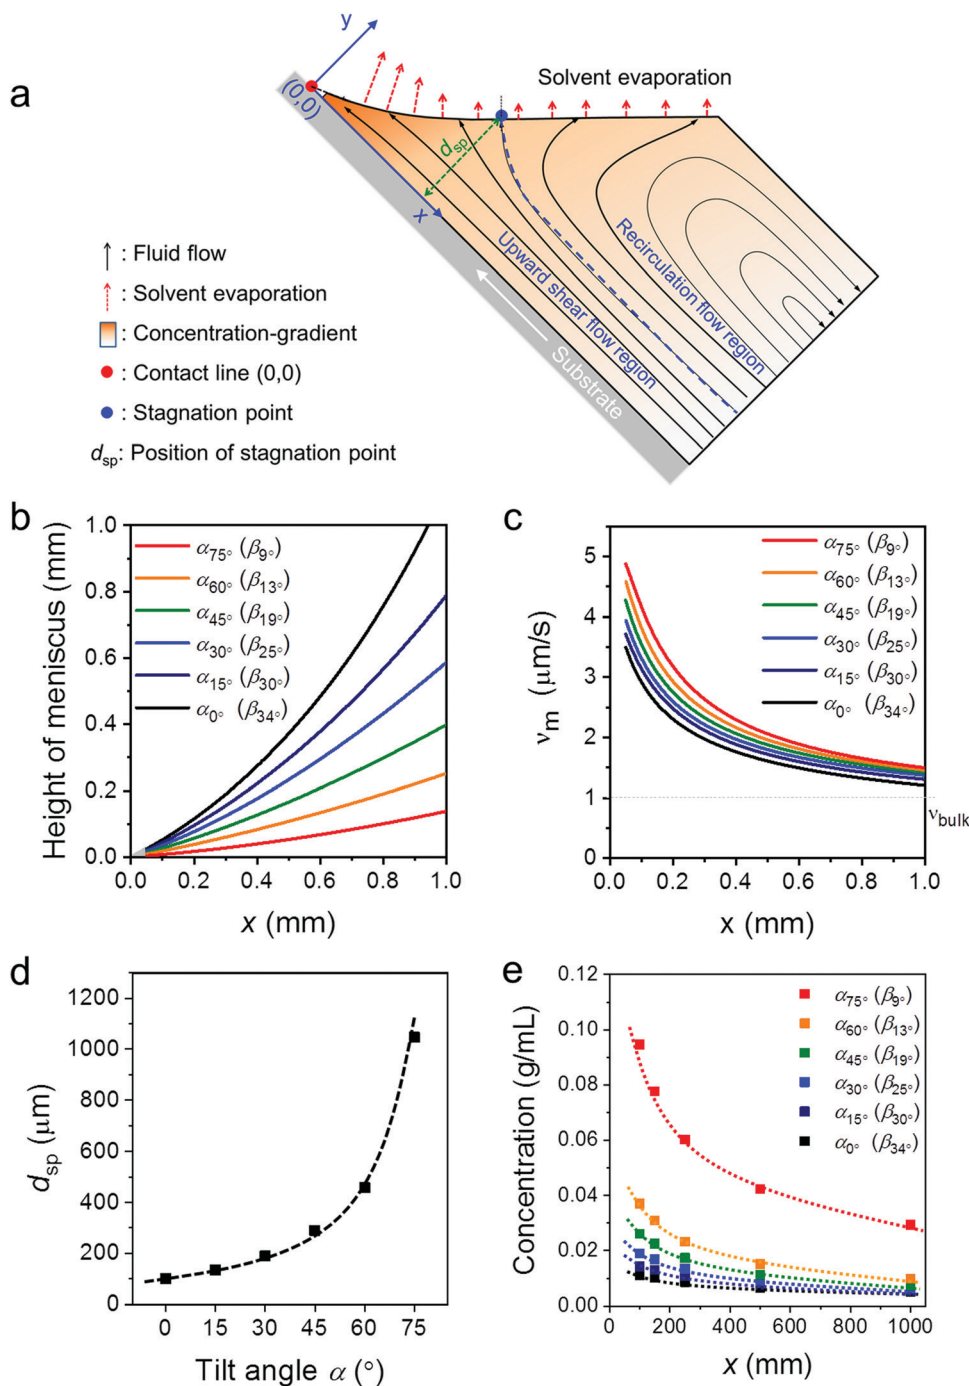 a
y
(0,0)
Solvent evaporation
d_sp
x
Upward shear flow region
Recirculation flow region
Substrate
: Fluid flow
: Solvent evaporation
: Concentration-gradient
: Contact line (0,0)
: Stagnation point
d_sp: Position of stagnation point
b
Height of meniscus (mm)
1.0
0.8
0.6
0.4
0.2
0.0
α75° (β9°)
α60° (β13°)
α45° (β19°)
α30° (β25°)
α15° (β30°)
α0° (β34°)
0.0 0.2 0.4 0.6 0.8 1.0
x (mm)
c
νm (μm/s)
5
4
3
2
1
0
α75° (β9°)
α60° (β13°)
α45° (β19°)
α30° (β25°)
α15° (β30°)
α0° (β34°)
νbulk
0.0 0.2 0.4 0.6 0.8 1.0
x (mm)
d
d_sp (μm)
1200
1000
800
600
400
200
0
0 15 30 45 60 75
Tilt angle α (°)
e
Concentration (g/mL)
0.12
0.10
0.08
0.06
0.04
0.02
0.00
α75° (β9°)
α60° (β13°)
α45° (β19°)
α30° (β25°)
α15° (β30°)
α0° (β34°)
0 200 400 600 800 1000
x (mm)